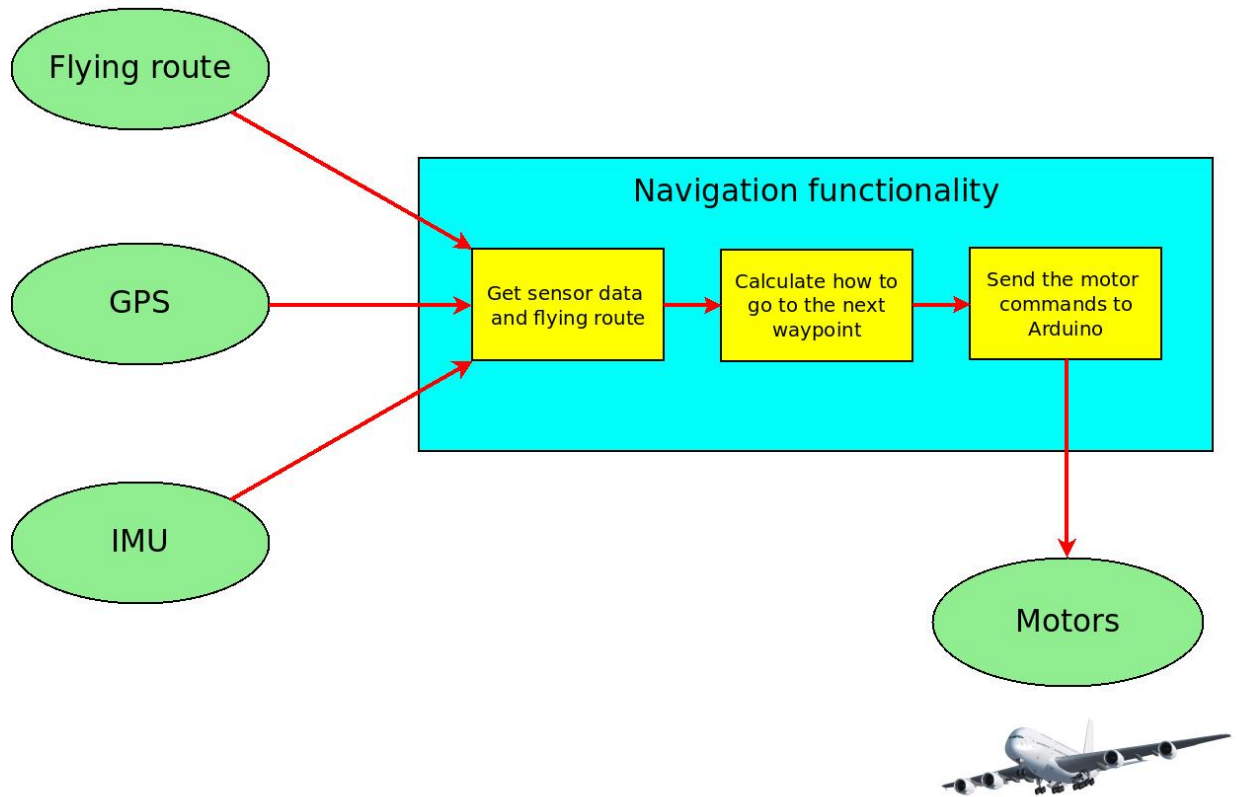 Flying route
Navigation functionality
GPS
Get sensor data
and flying route
Calculate how to
go to the next
waypoint
Send the motor
commands to
Arduino
IMU
Motors